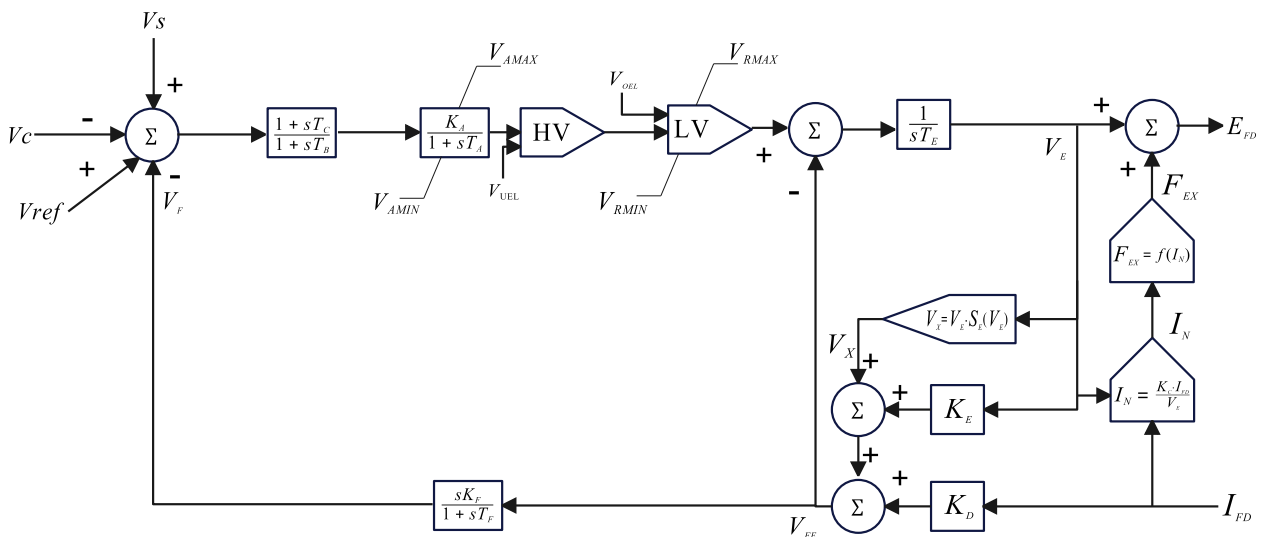 Vs
+
-
Vc
Σ
+
Vref
-
V_F
1 + sT_C
1 + sT_B
V_AMAX
K_A
1 + sT_A
V_AMIN
HV
V_UEL
V_OEL
V_RMAX
LV
V_RMIN
+
Σ
-
1
sT_E
V_E
+
Σ
E_FD
+
F_EX
F_EX = f(I_N)
I_N
I_N = K_C·I_FD
V_E
V_X=V_E·S_E(V_E)
V_X
+
Σ
+
K_E
+
+
Σ
K_D
I_FD
V_FE
sK_F
1 + sT_F